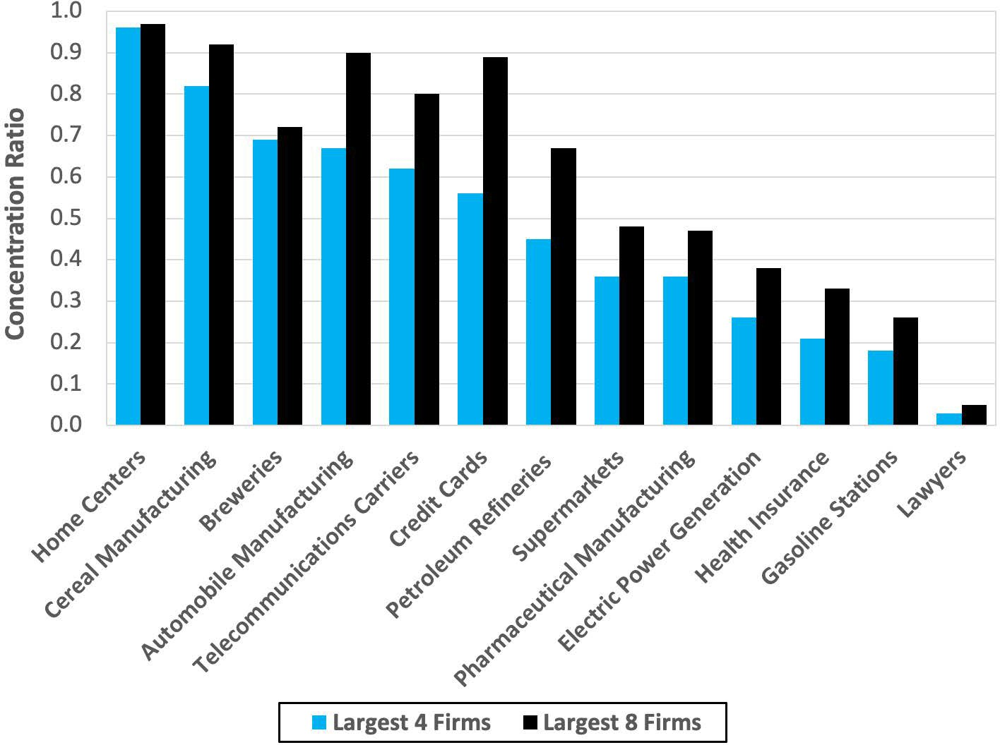 Concentration Ratio
1.0
0.9
0.8
0.7
0.6
0.5
0.4
0.3
0.2
0.1
0.0
Home Centers
Cereal Manufacturing
Breweries
Automobile Manufacturing
Telecommunications Carriers
Credit Cards
Petroleum Refineries
Supermarkets
Pharmaceutical Manufacturing
Electric Power Generation
Health Insurance
Gasoline Stations
Lawyers
Largest 4 Firms
Largest 8 Firms